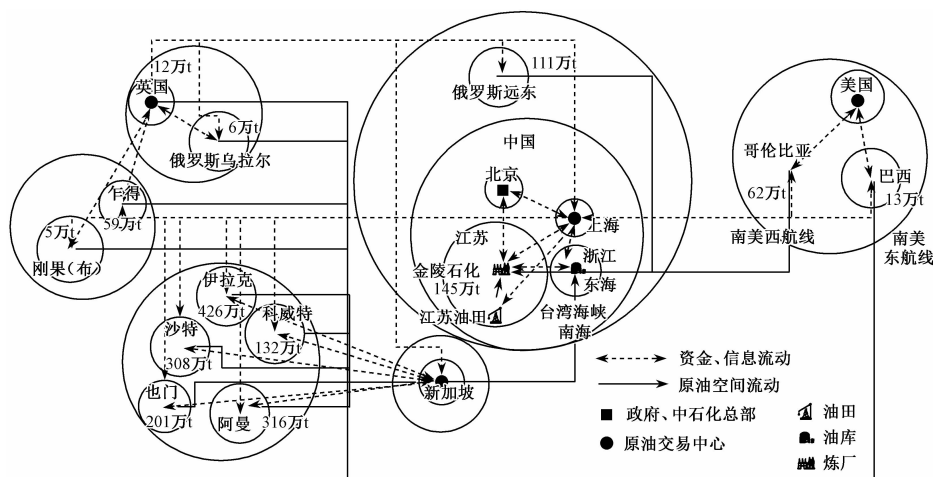 12万t
英国
6万t
俄罗斯乌拉尔
乍得
59万t
5万t
刚果(布)
伊拉克
426万t
科威特
132万t
沙特
308万t
也门
201万t
阿曼
316万t
新加坡
111万t
俄罗斯远东
中国
北京
上海
江苏
浙江
金陵石化
145万t
东海
江苏油田
台湾海峡
南海
美国
哥伦比亚
62万t
巴西
13万t
南美西航线
南美
东航线
资金、信息流动
原油空间流动
政府、中石化总部
原油交易中心
油田
油库
炼厂